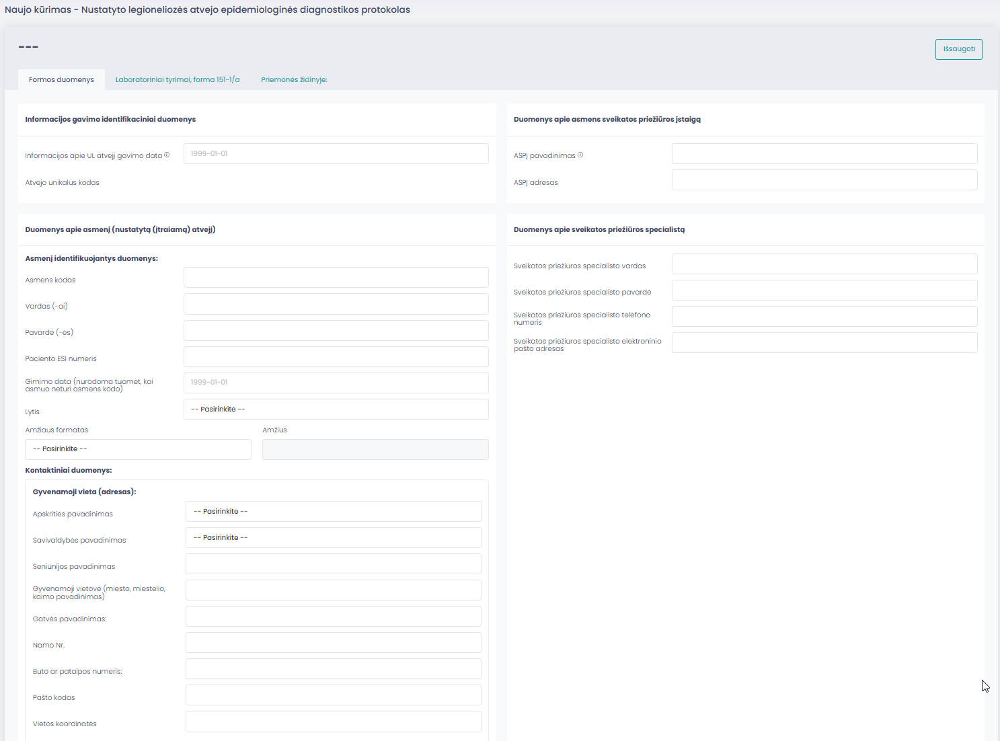 Naujo kūrimas - Nustatyto legioneliozės atvejo epidemiologinės diagnostikos protokolas
---
Išsaugoti
Formos duomenys
Laboratoriniai tyrimai, forma 151-1/a
Priemonės židinyje:
Informacijos gavimo identifikaciniai duomenys
Informacijos apie UL atvejį gavimo data
1999-01-01
Atvejo unikalus kodas
Duomenys apie asmens sveikatos priežiūros įstaigą
ASPĮ pavadinimas
ASPĮ adresas
Duomenys apie asmenį (nustatytą (įtraiamą) atvejį)
Asmenį identifikuojantys duomenys:
Asmens kodas
Vardas (-ai)
Pavardė (-ės)
Paciento ESI numeris
Gimimo data (nurodoma tuomet, kai
asmuo neturi asmens kodo)
1999-01-01
Lytis
-- Pasirinkite --
Amžiaus formatas
Amžius
-- Pasirinkite --
Kontaktiniai duomenys:
Gyvenamoji vieta (adresas):
Apskrities pavadinimas
-- Pasirinkite --
Savivaldybės pavadinimas
-- Pasirinkite --
Seniūnijos pavadinimas
Gyvenamoji vietovė (miesto, miestelio,
kaimo pavadinimas)
Gatvės pavadinimas:
Namo Nr.
Buto ar patalpos numeris:
Pašto kodas
Vietos koordinatės
Duomenys apie sveikatos priežiūros specialistą
Sveikatos priežiūros specialisto vardas
Sveikatos priežiūros specialisto pavardė
Sveikatos priežiūros specialisto telefono
numeris
Sveikatos priežiūros specialisto elektroninio
pašto adresas